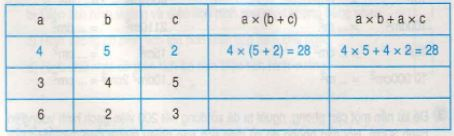 a b c a × (b + c) a × b + a × c
4 5 2 4 × (5 + 2) = 28 4 × 5 + 4 × 2 = 28
3 4 5
6 2 3